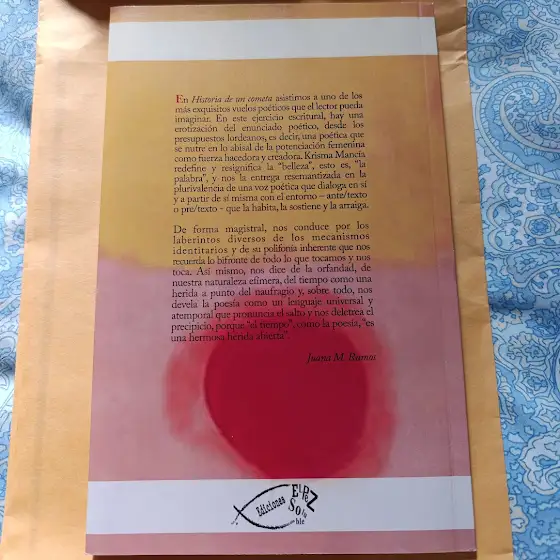 En Historia de un cometa asistimos a uno de los
más exquisitos vuelos poéticos que el lector pueda
imaginar. En este ejercicio escritural, hay una
erotización del enunciado poético, desde los
presupuestos lordeanos, es decir, una poética que
se nutre en lo abisal de la potenciación femenina
como fuerza hacedora y creadora. Krisma Mancía
redefine y resignifica la "belleza", esto es, "la
palabra", y nos la entrega resemantizada en la
plurivalencia de una voz poética que dialoga en sí
y a partir de sí misma con el entorno – ante/texto
o pre/texto - que la habita, la sostiene y la arraiga.
De forma magistral, nos conduce por los
laberintos diversos de los mecanismos
identitarios y de su polifonía inherente que nos
recuerda lo bifronte de todo lo que tocamos y nos
toca. Así mismo, nos dice de la orfandad, de
nuestra naturaleza efímera, del tiempo como una
herida a punto del naufragio y, sobre todo, nos
devela la poesía como un lenguaje universal y
atemporal que pronuncia el salto y nos deletrea el
precipicio, porque "el tiempo", como la poesía, "es
una hermosa herida abierta".
Juana M. Ramos
Ediciones
El Pez
Soluble